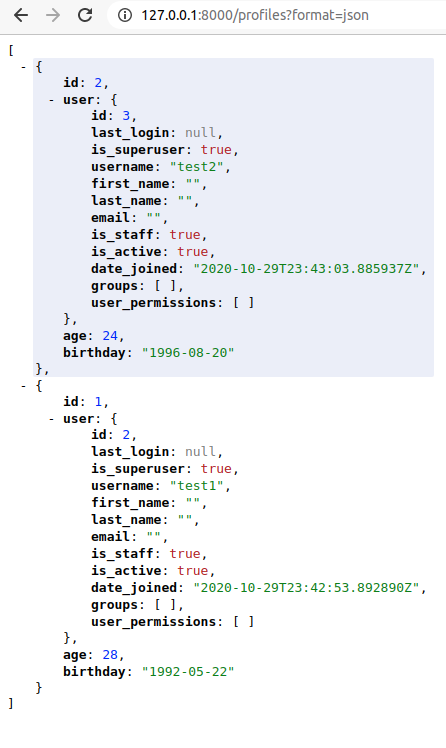 127.0.0.1:8000/profiles?format=json
[
- {
id: 2,
- user: {
id: 3,
last_login: null,
is_superuser: true,
username: "test2",
first_name: "",
last_name: "",
email: "",
is_staff: true,
is_active: true,
date_joined: "2020-10-29T23:43:03.885937Z",
groups: [ ],
user_permissions: [ ]
},
age: 24,
birthday: "1996-08-20"
},
- {
id: 1,
- user: {
id: 2,
last_login: null,
is_superuser: true,
username: "test1",
first_name: "",
last_name: "",
email: "",
is_staff: true,
is_active: true,
date_joined: "2020-10-29T23:42:53.892890Z",
groups: [ ],
user_permissions: [ ]
},
age: 28,
birthday: "1992-05-22"
}
]